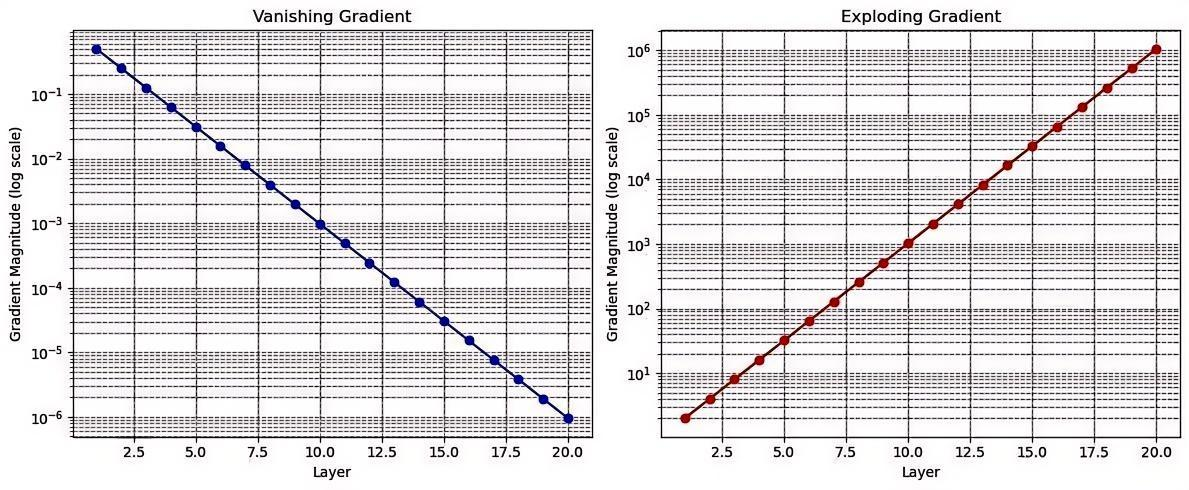 Vanishing Gradient
Gradient Magnitude (log scale)
10⁻¹
10⁻²
10⁻³
10⁻⁴
10⁻⁵
10⁻⁶
2.5 5.0 7.5 10.0 12.5 15.0 17.5 20.0
Layer
Exploding Gradient
Gradient Magnitude (log scale)
10⁶
10⁵
10⁴
10³
10²
10¹
2.5 5.0 7.5 10.0 12.5 15.0 17.5 20.0
Layer